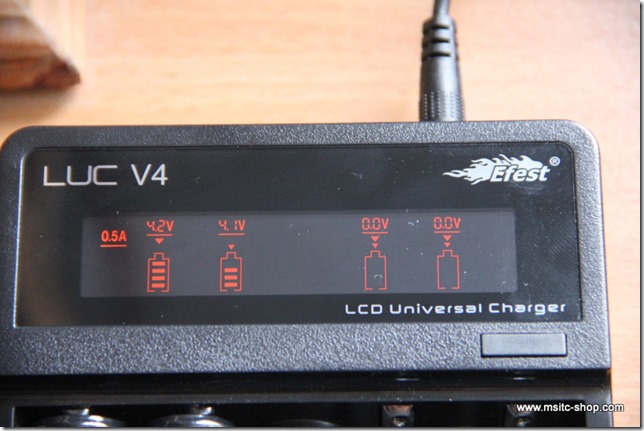 LUC V4
Efest®
0.5A 4.2V 4.1V 0.0V 0.0V
LCD Universal Charger
www.msitc-shop.com